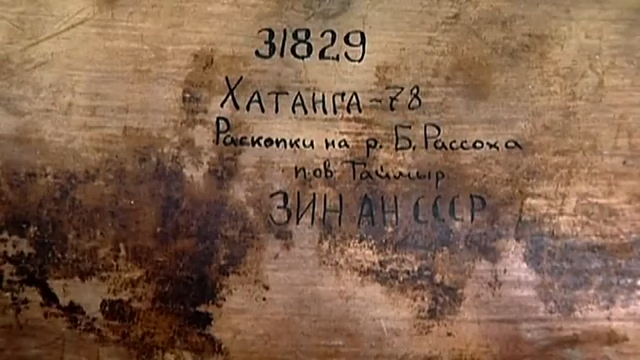 31829
ХАТАНГА-78
Раскопки на р. Б. Рассоха
п-ов Таймыр
ЗИН АН СССР